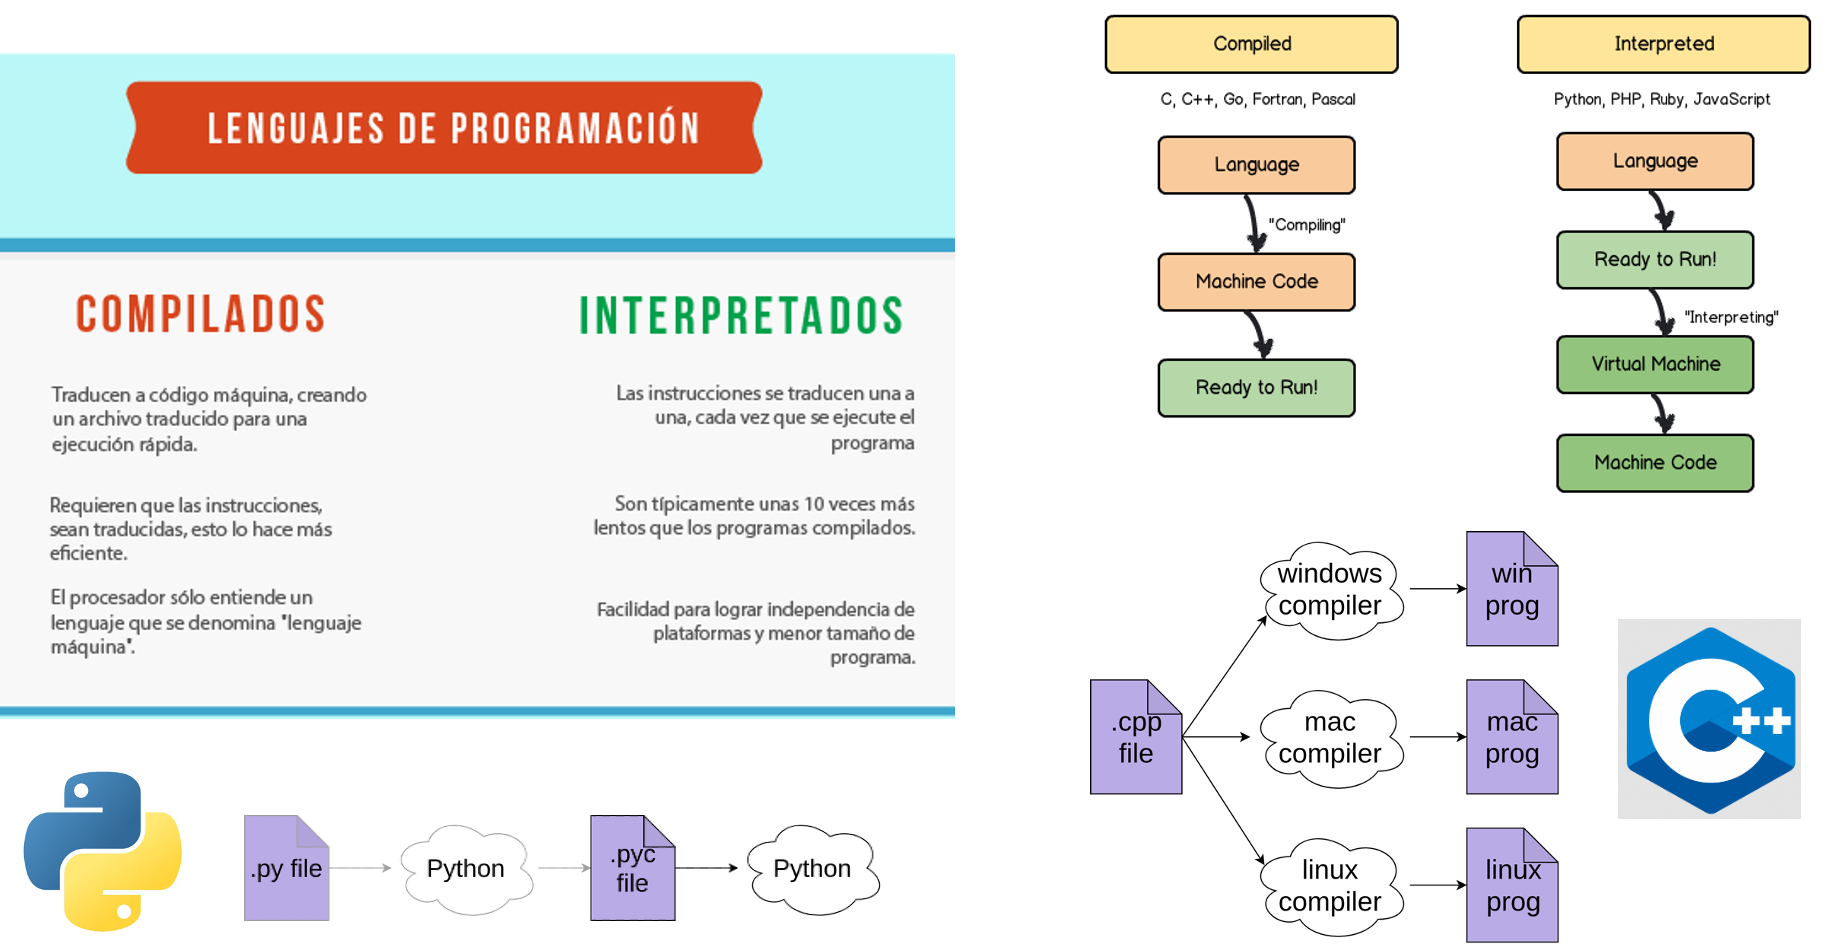 LENGUAJES DE PROGRAMACIÓN
COMPILADOS
Traducen a código máquina, creando
un archivo traducido para una
ejecución rápida.
Requieren que las instrucciones,
sean traducidas, esto lo hace más
eficiente.
El procesador sólo entiende un
lenguaje que se denomina "lenguaje
máquina".
INTERPRETADOS
Las instrucciones se traducen una a
una, cada vez que se ejecute el
programa
Son típicamente unas 10 veces más
lentos que los programas compilados.
Facilidad para lograr independencia de
plataformas y menor tamaño de
programa.
.py file
Python
.pyc
file
Python
Compiled
C, C++, Go, Fortran, Pascal
Language
"Compiling"
Machine Code
Ready to Run!
Interpreted
Python, PHP, Ruby, JavaScript
Language
Ready to Run!
"Interpreting"
Virtual Machine
Machine Code
.cpp
file
windows
compiler
win
prog
mac
compiler
mac
prog
linux
compiler
linux
prog
C++